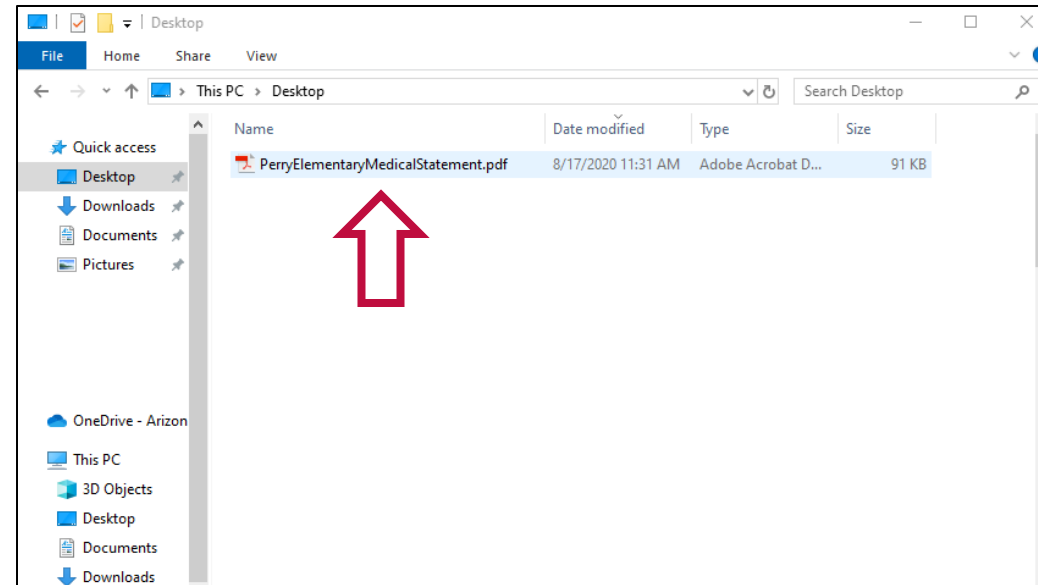 Desktop
File Home Share View
This PC > Desktop
Search Desktop
Name Date modified Type Size
Quick access
Desktop
Downloads
Documents
Pictures
PerryElementaryMedicalStatement.pdf 8/17/2020 11:31 AM Adobe Acrobat D... 91 KB
OneDrive - Arizon
This PC
3D Objects
Desktop
Documents
Downloads